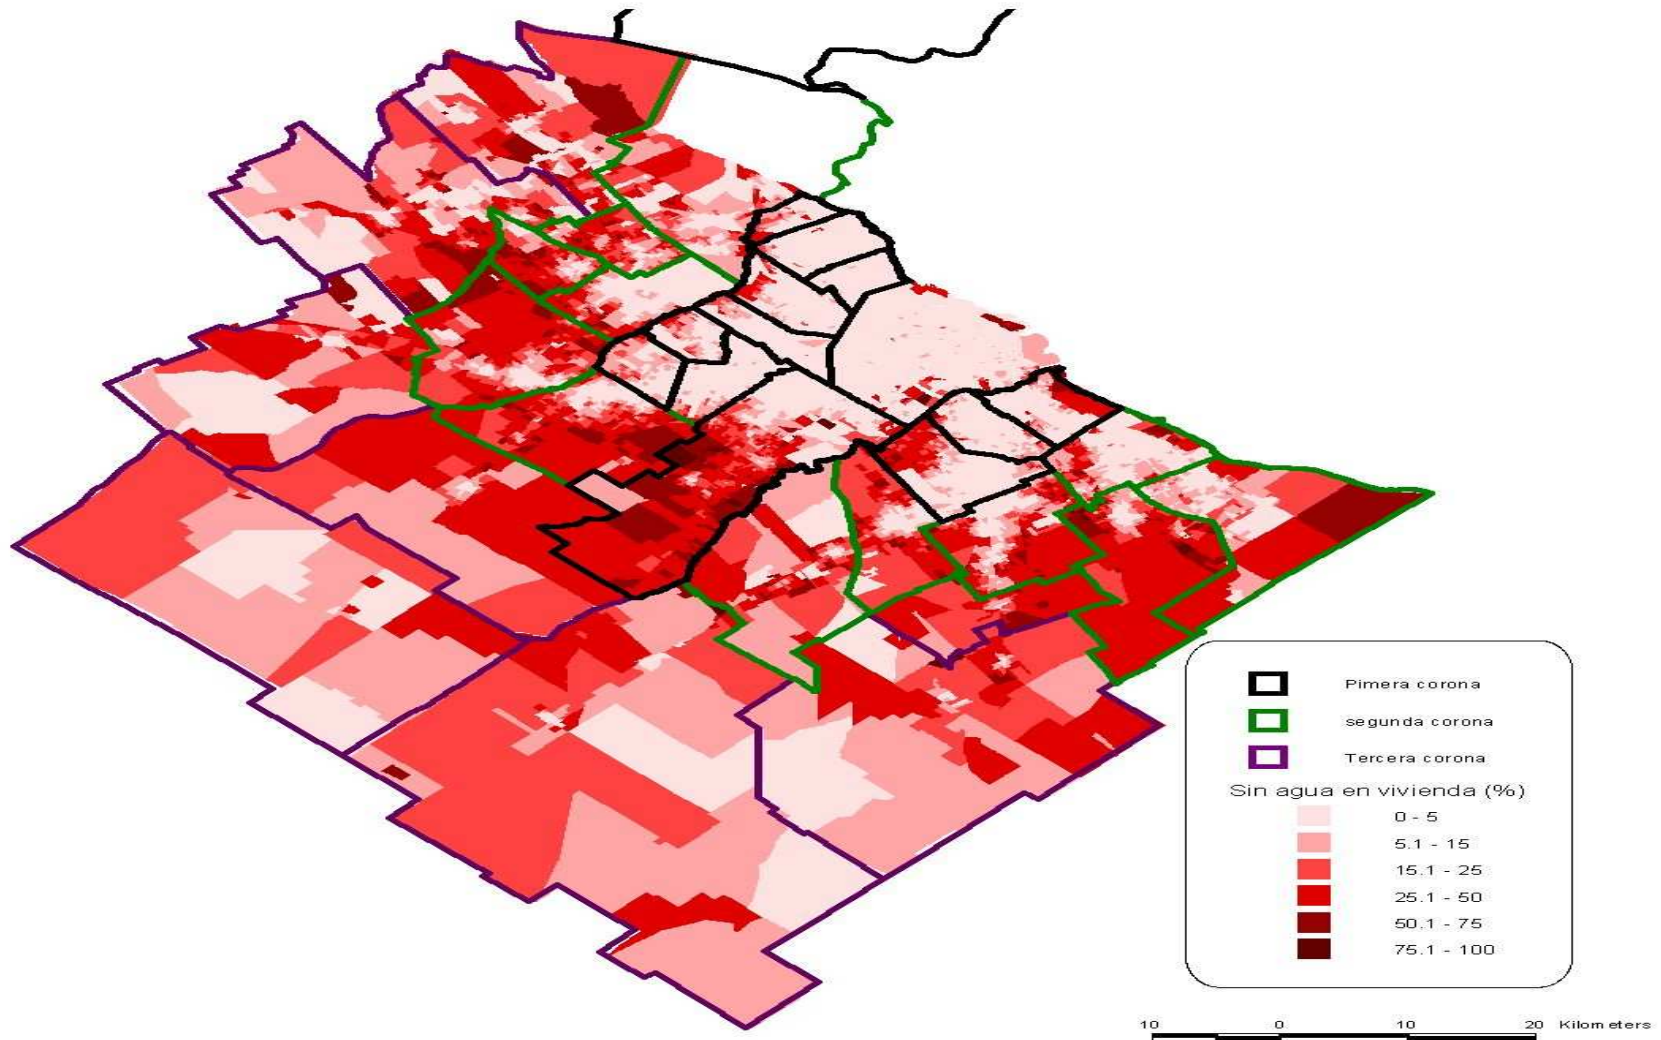 Pimera corona
segunda corona
Tercera corona
Sin agua en vivienda (%)
0 - 5
5.1 - 15
15.1 - 25
25.1 - 50
50.1 - 75
75.1 - 100
10 0 10 20 Kilometers